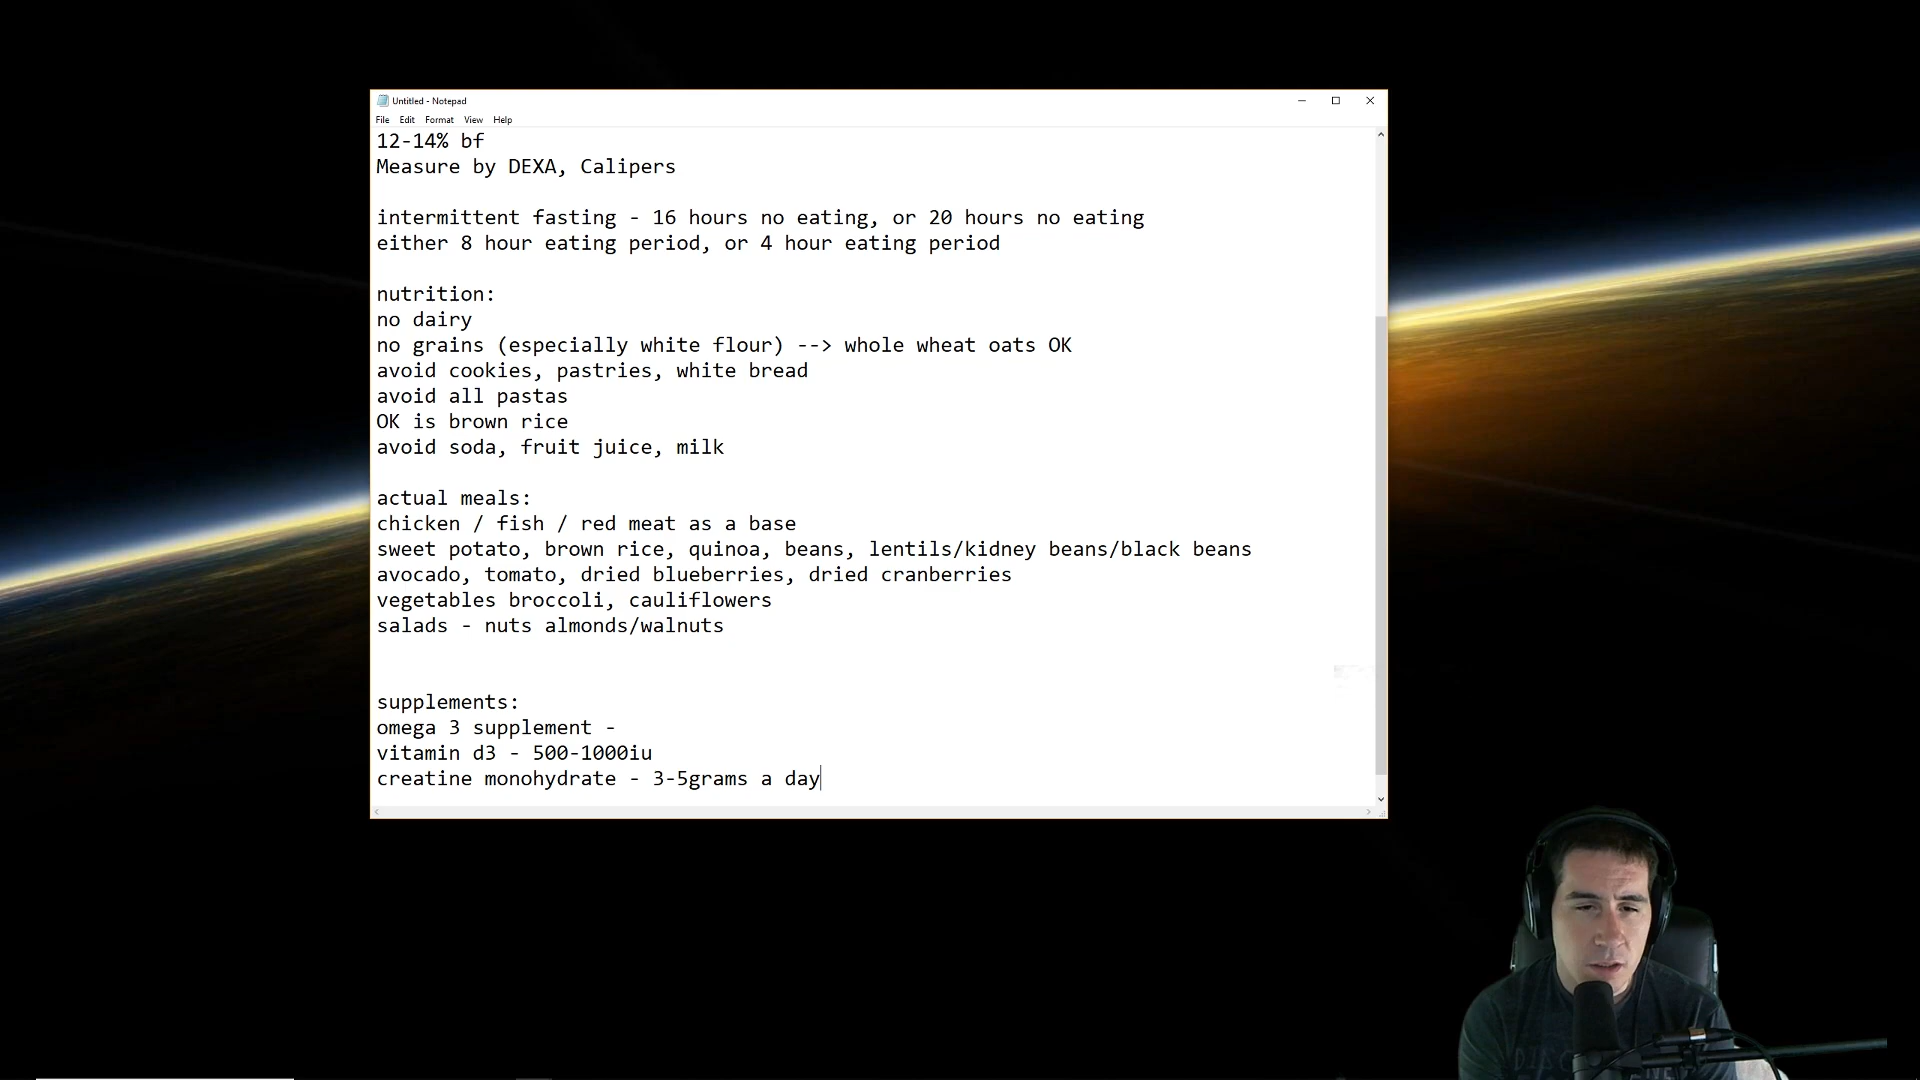 Untitled - Notepad
File Edit Format View Help
12-14% bf
Measure by DEXA, Calipers
intermittent fasting - 16 hours no eating, or 20 hours no eating
either 8 hour eating period, or 4 hour eating period
nutrition:
no dairy
no grains (especially white flour) --> whole wheat oats OK
avoid cookies, pastries, white bread
avoid all pastas
OK is brown rice
avoid soda, fruit juice, milk
actual meals:
chicken / fish / red meat as a base
sweet potato, brown rice, quinoa, beans, lentils/kidney beans/black beans
avocado, tomato, dried blueberries, dried cranberries
vegetables broccoli, cauliflowers
salads - nuts almonds/walnuts
supplements:
omega 3 supplement -
vitamin d3 - 500-1000iu
creatine monohydrate - 3-5grams a day